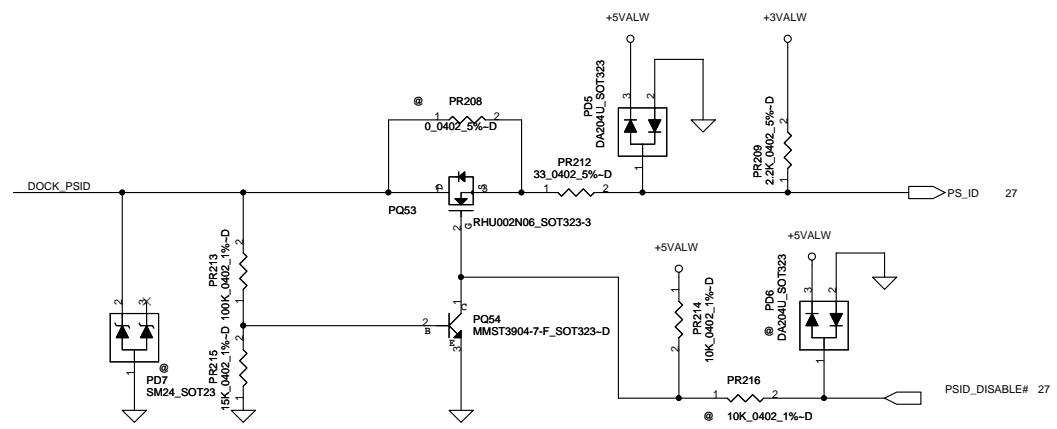 +5VALW
+3VALW
@
PR208
1
2
0_0402_5%~D
3
2
PD5
DA204U_SOT323
1
2
PR209
2.2K_0402_5%~D
1
DOCK_PSID
D
1
S
3
PR212
33_0402_5%~D
1
2
PS_ID 27
PQ53
G
2
RHU002N06_SOT323-3
2
PR213
100K_0402_1%~D
1
+5VALW
+5VALW
1
PR214
10K_0402_1%~D
2
3
2
@ PD6
DA204U_SOT323
1
2
3
@
1
PD7
SM24_SOT23
2
PR215
15K_0402_1%~D
1
1
C
2
B
E
3
PQ54
MMST3904-7-F_SOT323~D
PR216
1
2
@ 10K_0402_1%~D
PSID_DISABLE# 27